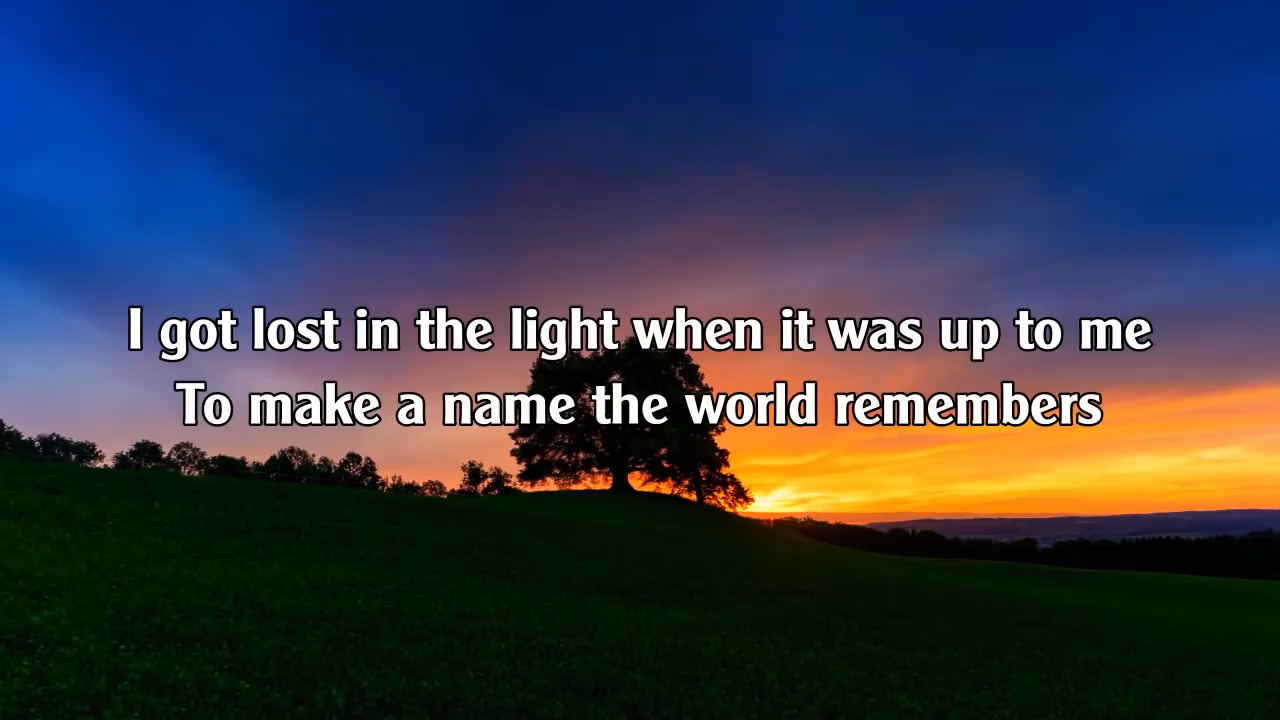 I got lost in the light when it was up to me
To make a name the world remembers